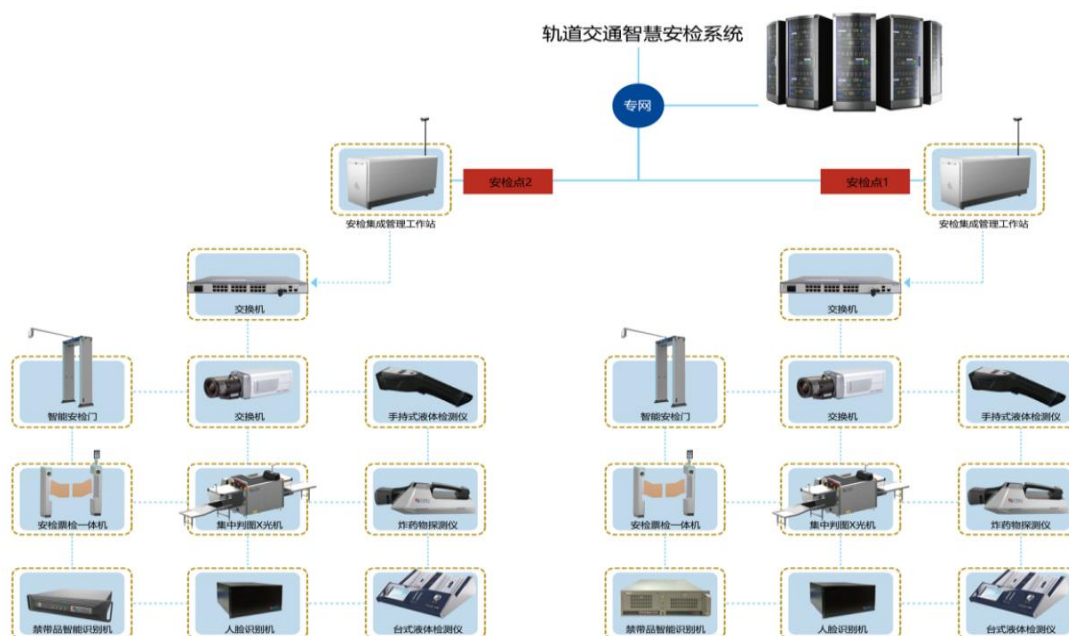 轨道交通智慧安检系统
专网
安检点2
安检点1
安检集成管理工作站
安检集成管理工作站
交换机
交换机
智能安检门
交换机
手持式液体检测仪
智能安检门
交换机
手持式液体检测仪
安检票检一体机
集中判图X光机
炸药物探测仪
安检票检一体机
集中判图X光机
炸药物探测仪
禁带品智能识别机
人脸识别机
台式液体检测仪
禁带品智能识别机
人脸识别机
台式液体检测仪